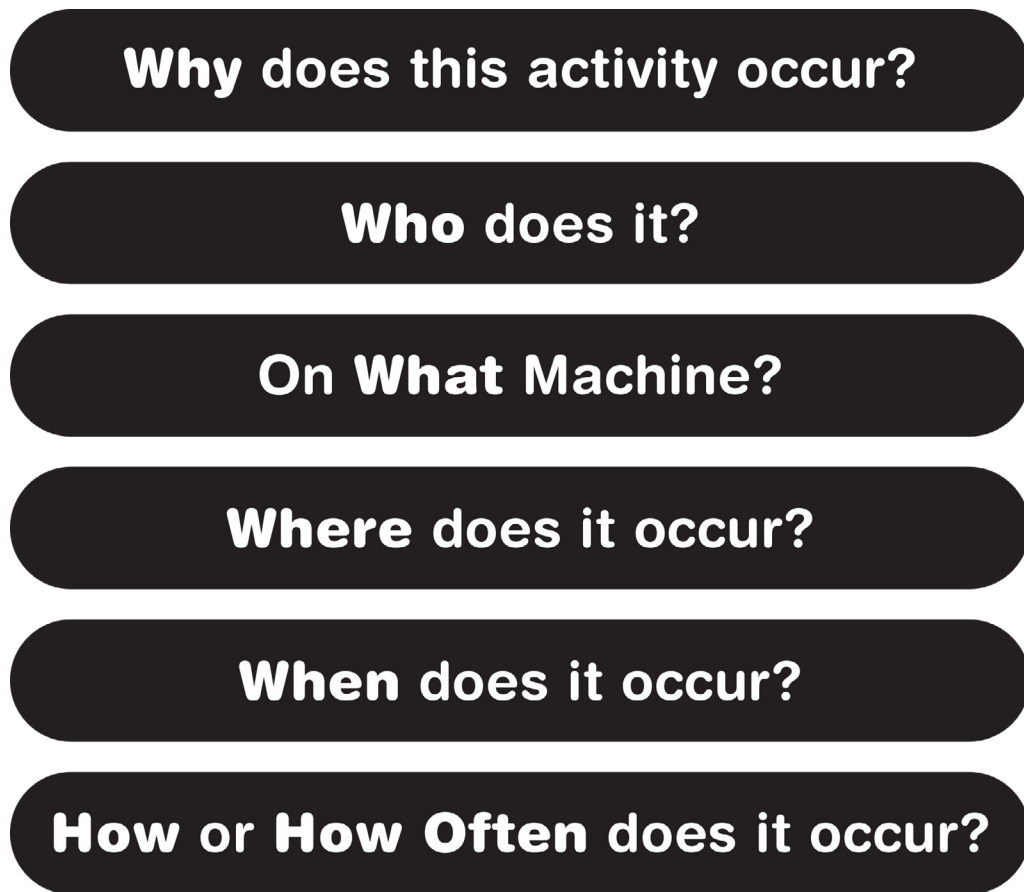 Why does this activity occur?
Who does it?
On What Machine?
Where does it occur?
When does it occur?
How or How Often does it occur?